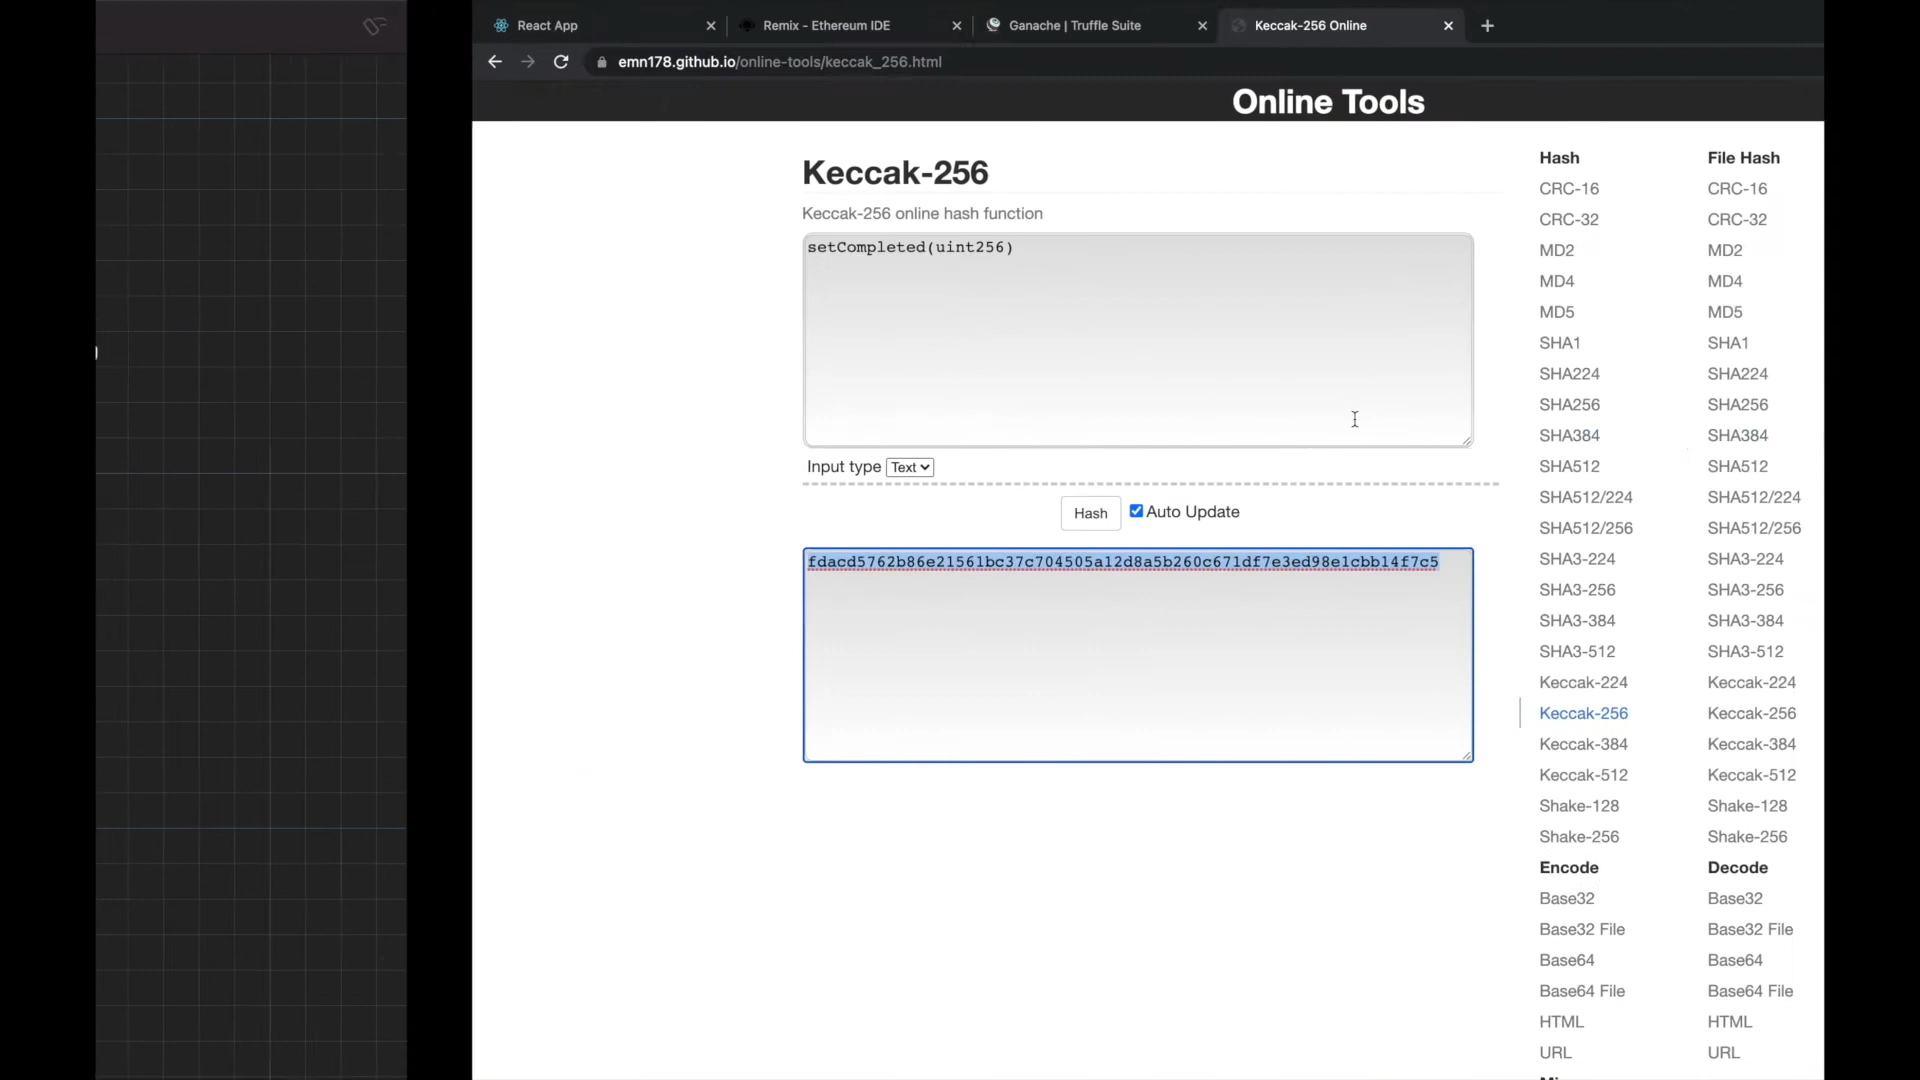 React App
Remix - Ethereum IDE
Ganache | Truffle Suite
Keccak-256 Online
emn178.github.io/online-tools/keccak_256.html
Online Tools
Keccak-256
Keccak-256 online hash function
setCompleted(uint256)
Input type Text
Hash Auto Update
fdacd5762b86e21561bc37c704505a12d8a5b260c671df7e3ed98e1cbb14f7c5
Hash
CRC-16
CRC-32
MD2
MD4
MD5
SHA1
SHA224
SHA256
SHA384
SHA512
SHA512/224
SHA512/256
SHA3-224
SHA3-256
SHA3-384
SHA3-512
Keccak-224
Keccak-256
Keccak-384
Keccak-512
Shake-128
Shake-256
Encode
Base32
Base32 File
Base64
Base64 File
HTML
URL
File Hash
CRC-16
CRC-32
MD2
MD4
MD5
SHA1
SHA224
SHA256
SHA384
SHA512
SHA512/224
SHA512/256
SHA3-224
SHA3-256
SHA3-384
SHA3-512
Keccak-224
Keccak-256
Keccak-384
Keccak-512
Shake-128
Shake-256
Decode
Base32
Base32 File
Base64
Base64 File
HTML
URL